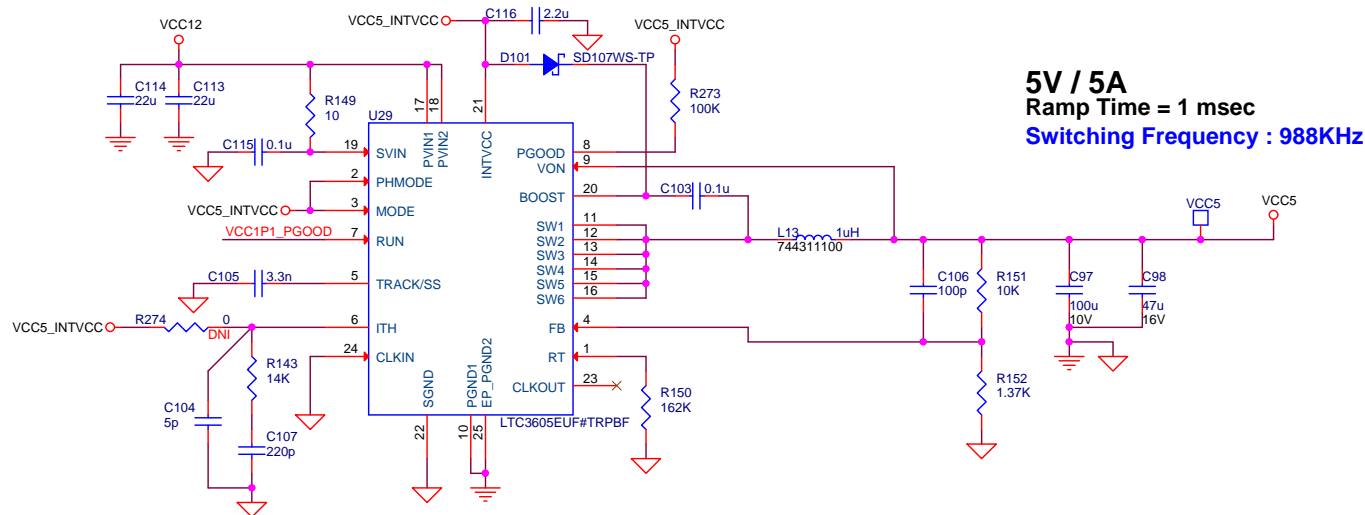 VCC12
VCC5_INTVCC
C116
2.2u
VCC5_INTVCC
D101
SD107WS-TP
C114
22u
C113
22u
R149
10
R273
100K
5V / 5A
Ramp Time = 1 msec
Switching Frequency : 988KHz
U29
17
18
21
PVIN1
PVIN2
INTVCC
C115
0.1u
19
SVIN
PGOOD
8
VON
9
2
PHMODE
BOOST
20
C103
0.1u
VCC5_INTVCC
3
MODE
VCC1P1_PGOOD
7
RUN
SW1
11
SW2
12
SW3
13
SW4
14
SW5
15
SW6
16
L13
1uH
744311100
VCC5
VCC5
C105
3.3n
5
TRACK/SS
C106
100p
R151
10K
C97
100u
10V
C98
47u
16V
VCC5_INTVCC
R274
0
DNI
6
ITH
FB
4
24
CLKIN
RT
1
R143
14K
CLKOUT
23
R150
162K
R152
1.37K
C104
5p
C107
220p
SGND
PGND1
EP_PGND2
22
10
25
LTC3605EUF#TRPBF